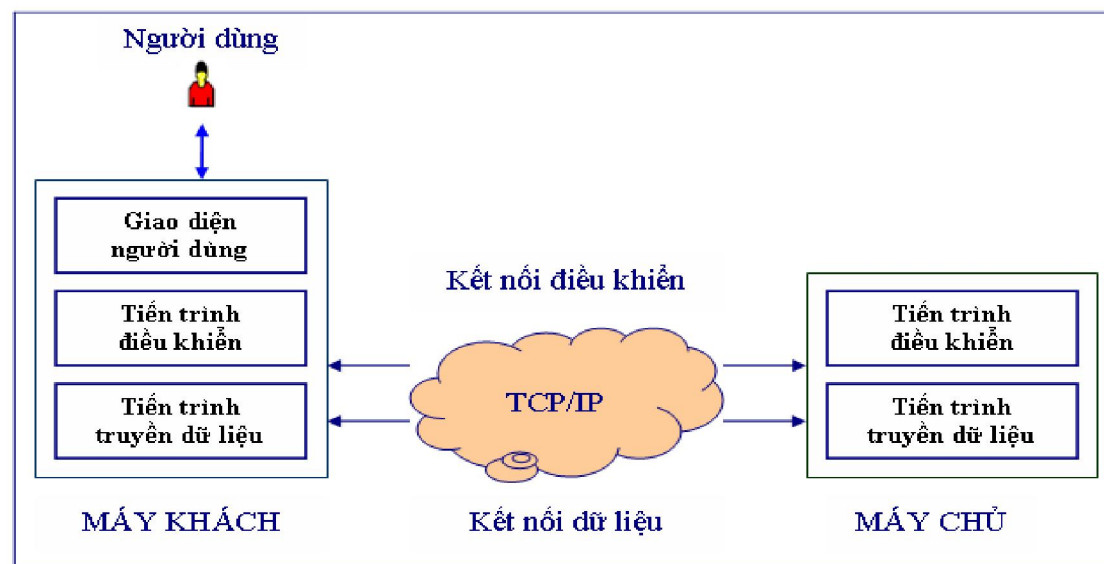 Người dùng
Giao diện
người dùng
Tiến trình
điều khiển
Tiến trình
truyền dữ liệu
MÁY KHÁCH
Kết nối điều khiển
TCP/IP
Kết nối dữ liệu
Tiến trình
điều khiển
Tiến trình
truyền dữ liệu
MÁY CHỦ